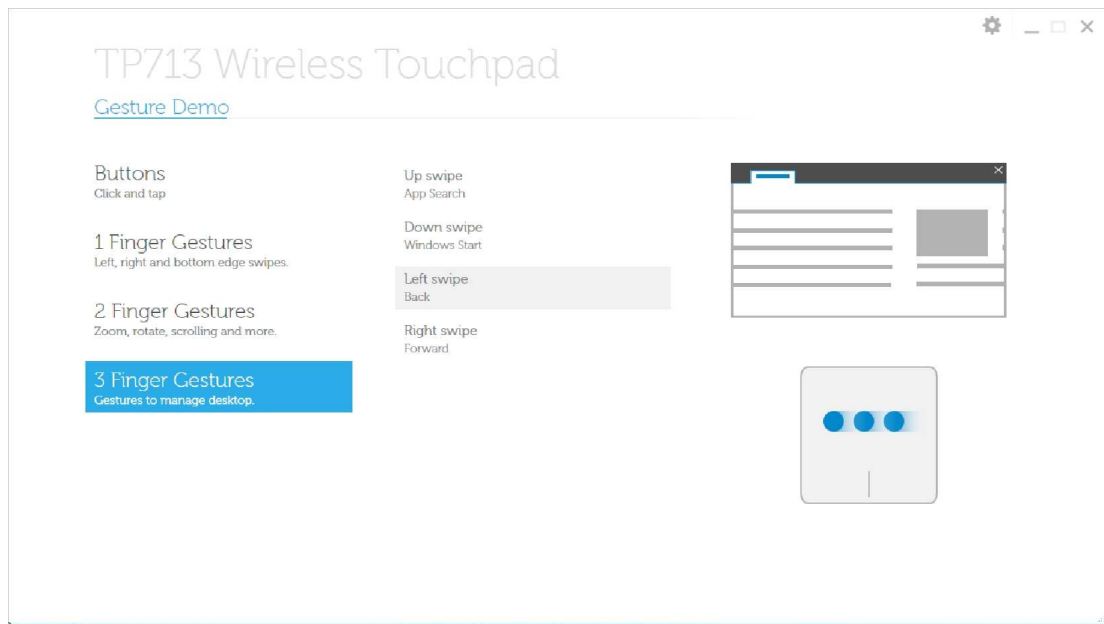 TP713 Wireless Touchpad
Gesture Demo
Buttons
Click and tap
1 Finger Gestures
Left, right and bottom edge swipes.
2 Finger Gestures
Zoom, rotate, scrolling and more.
3 Finger Gestures
Gestures to manage desktop.
Up swipe
App Search
Down swipe
Windows Start
Left swipe
Back
Right swipe
Forward